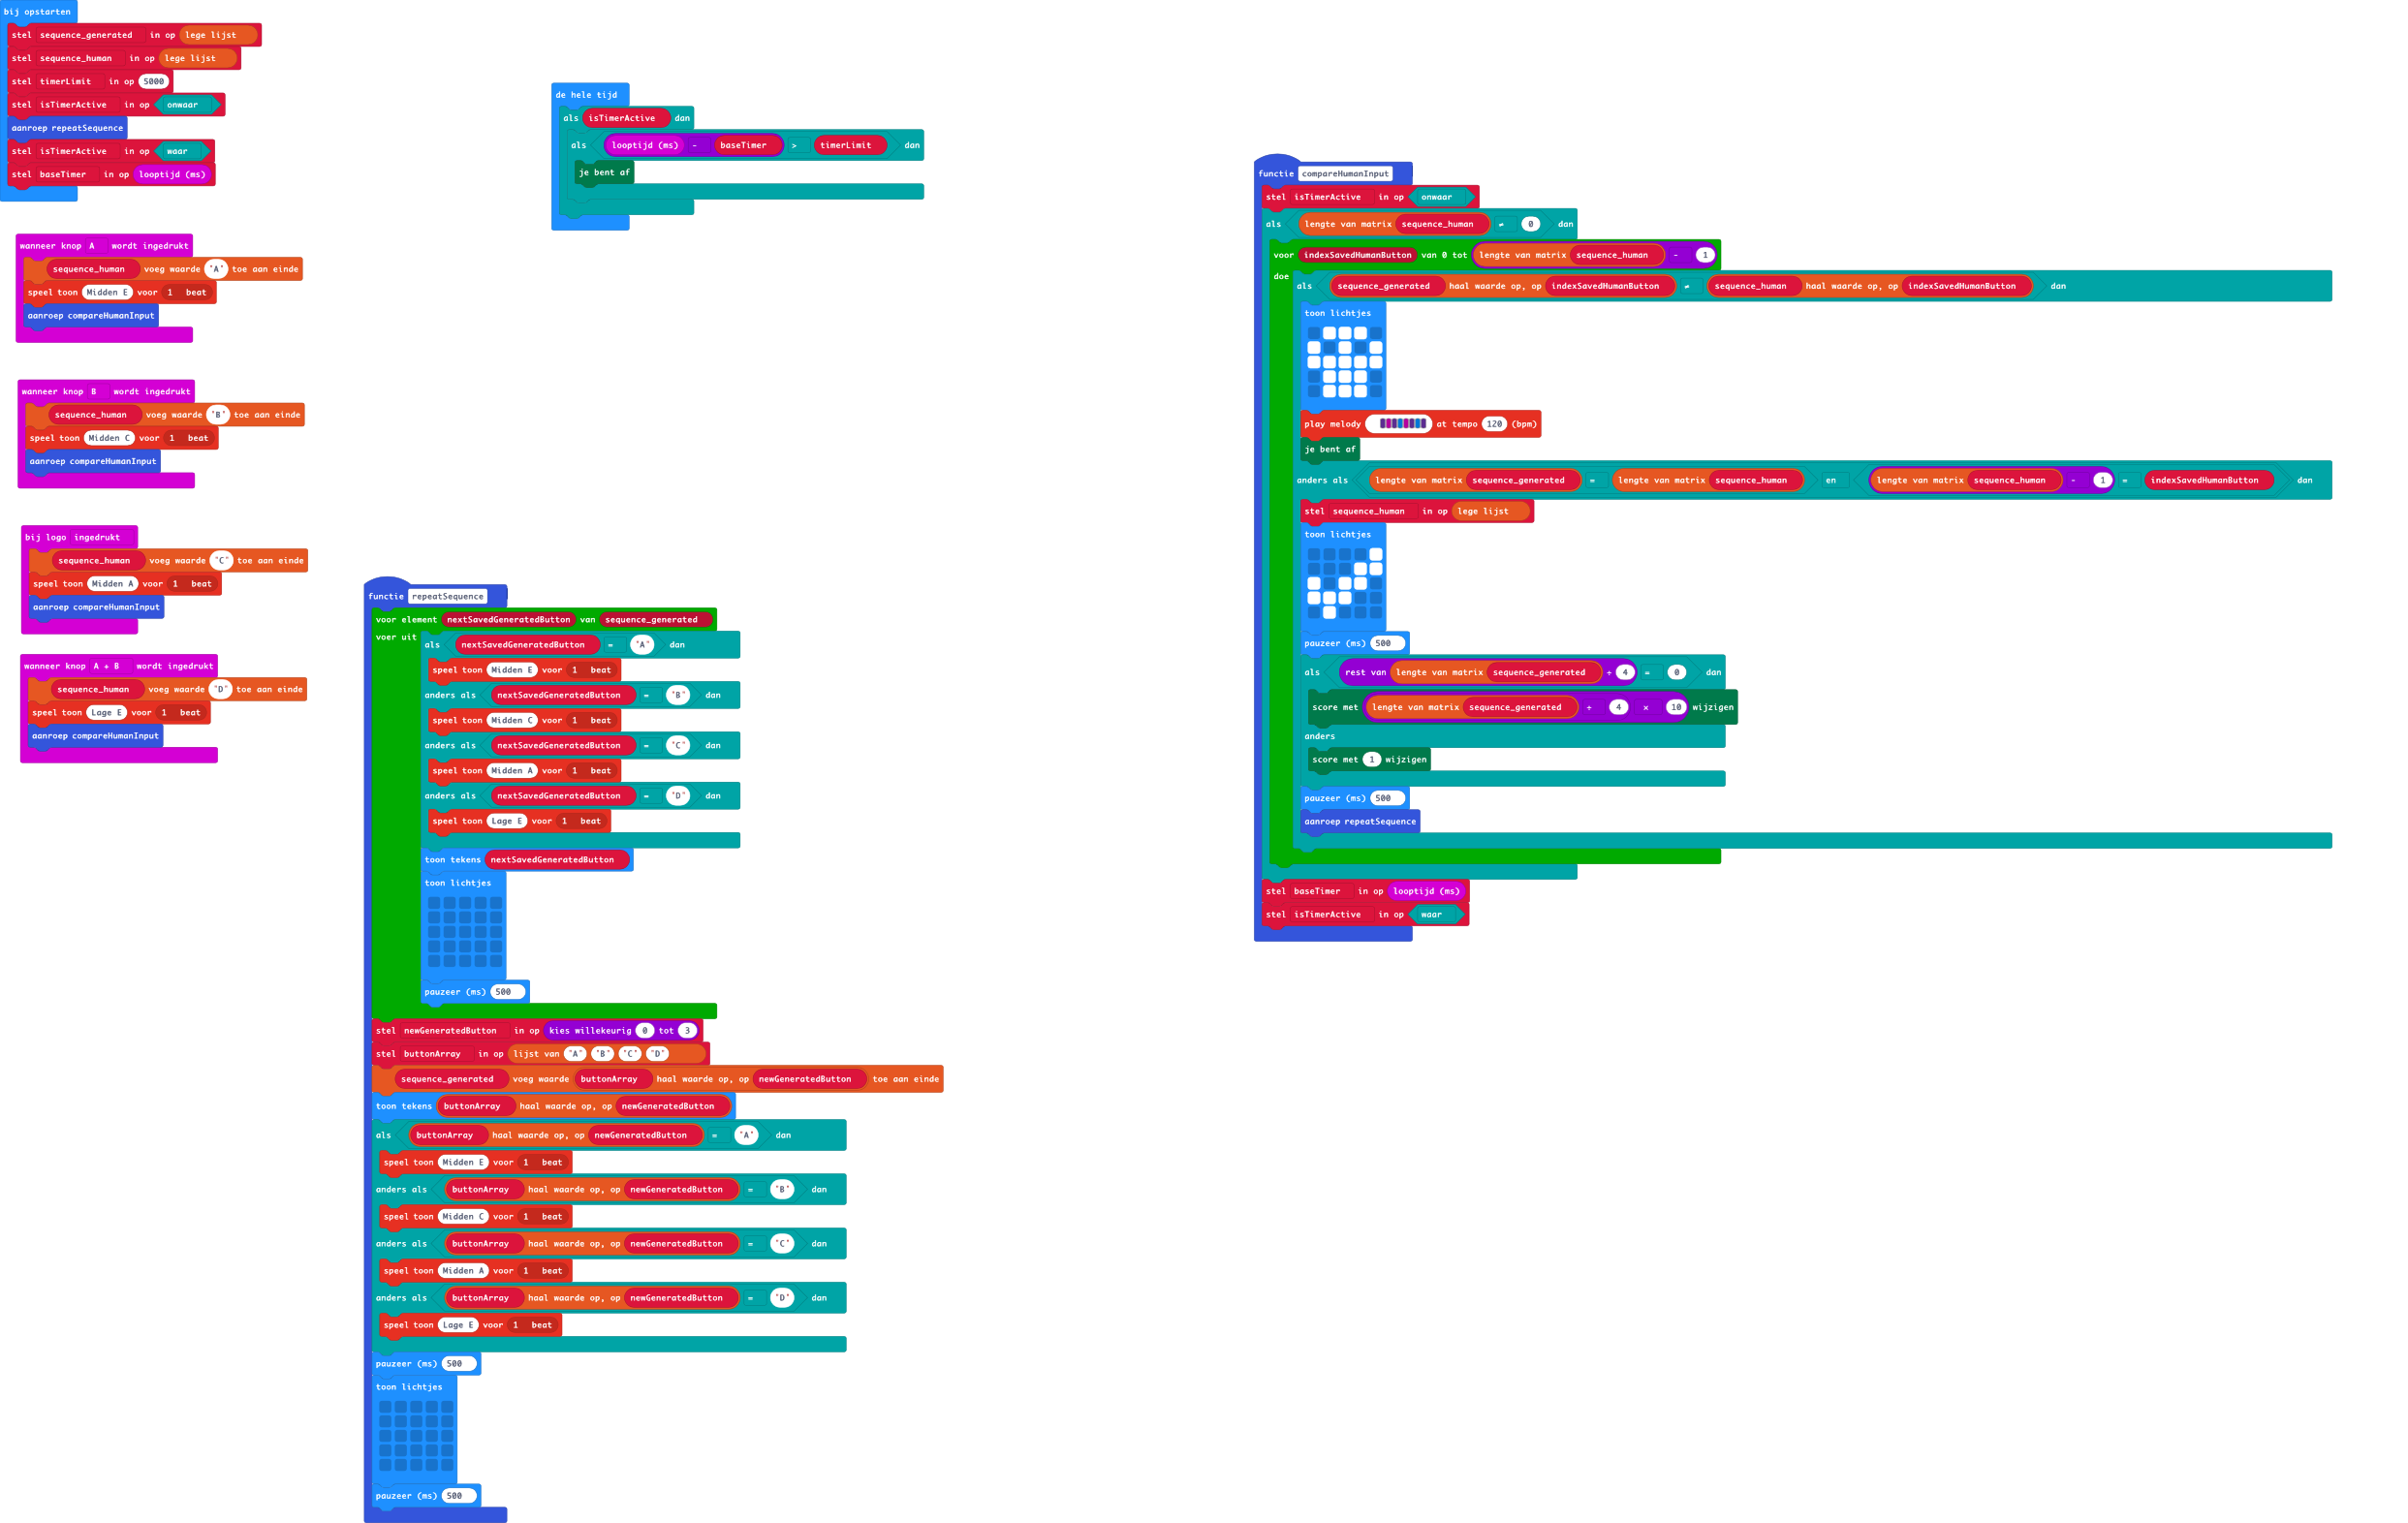 bij opstarten
stel sequence_generated in op lege lijst
stel sequence_human in op lege lijst
stel timerLimit in op 5000
stel isTimerActive in op onwaar
aanroep repeatSequence
stel isTimerActive in op waar
stel baseTimer in op looptijd (ms)
wanneer knop A wordt ingedrukt
sequence_human voeg waarde "A" toe aan einde
speel toon Midden E voor 1 beat
aanroep compareHumanInput
wanneer knop B wordt ingedrukt
sequence_human voeg waarde "B" toe aan einde
speel toon Midden C voor 1 beat
aanroep compareHumanInput
bij logo ingedrukt
sequence_human voeg waarde "C" toe aan einde
speel toon Midden A voor 1 beat
aanroep compareHumanInput
wanneer knop A + B wordt ingedrukt
sequence_human voeg waarde "D" toe aan einde
speel toon Lage E voor 1 beat
aanroep compareHumanInput
de hele tijd
als isTimerActive dan
als looptijd (ms) - baseTimer > timerLimit dan
je bent af
functie repeatSequence
voor element nextSavedGeneratedButton van sequence_generated
voer uit
als nextSavedGeneratedButton = "A" dan
speel toon Midden E voor 1 beat
anders als nextSavedGeneratedButton = "B" dan
speel toon Midden C voor 1 beat
anders als nextSavedGeneratedButton = "C" dan
speel toon Midden A voor 1 beat
anders als nextSavedGeneratedButton = "D" dan
speel toon Lage E voor 1 beat
toon tekens nextSavedGeneratedButton
toon lichtjes
pauzeer (ms) 500
stel newGeneratedButton in op kies willekeurig 0 tot 3
stel buttonArray in op lijst van "A" "B" "C" "D"
sequence_generated voeg waarde buttonArray haal waarde op, op newGeneratedButton toe aan einde
toon tekens buttonArray haal waarde op, op newGeneratedButton
als buttonArray haal waarde op, op newGeneratedButton = "A" dan
speel toon Midden E voor 1 beat
anders als buttonArray haal waarde op, op newGeneratedButton = "B" dan
speel toon Midden C voor 1 beat
anders als buttonArray haal waarde op, op newGeneratedButton = "C" dan
speel toon Midden A voor 1 beat
anders als buttonArray haal waarde op, op newGeneratedButton = "D" dan
speel toon Lage E voor 1 beat
pauzeer (ms) 500
toon lichtjes
pauzeer (ms) 500
functie compareHumanInput
stel isTimerActive in op onwaar
als lengte van matrix sequence_human ≠ 0 dan
voor indexSavedHumanButton van 0 tot lengte van matrix sequence_human - 1
doe
als sequence_generated haal waarde op, op indexSavedHumanButton ≠ sequence_human haal waarde op, op indexSavedHumanButton dan
toon lichtjes
play melody at tempo 120 (bpm)
je bent af
anders als lengte van matrix sequence_generated = lengte van matrix sequence_human en lengte van matrix sequence_human - 1 = indexSavedHumanButton dan
stel sequence_human in op lege lijst
toon lichtjes
pauzeer (ms) 500
als rest van lengte van matrix sequence_generated ÷ 4 = 0 dan
score met lengte van matrix sequence_generated ÷ 4 × 10 wijzigen
anders
score met 1 wijzigen
pauzeer (ms) 500
aanroep repeatSequence
stel baseTimer in op looptijd (ms)
stel isTimerActive in op waar